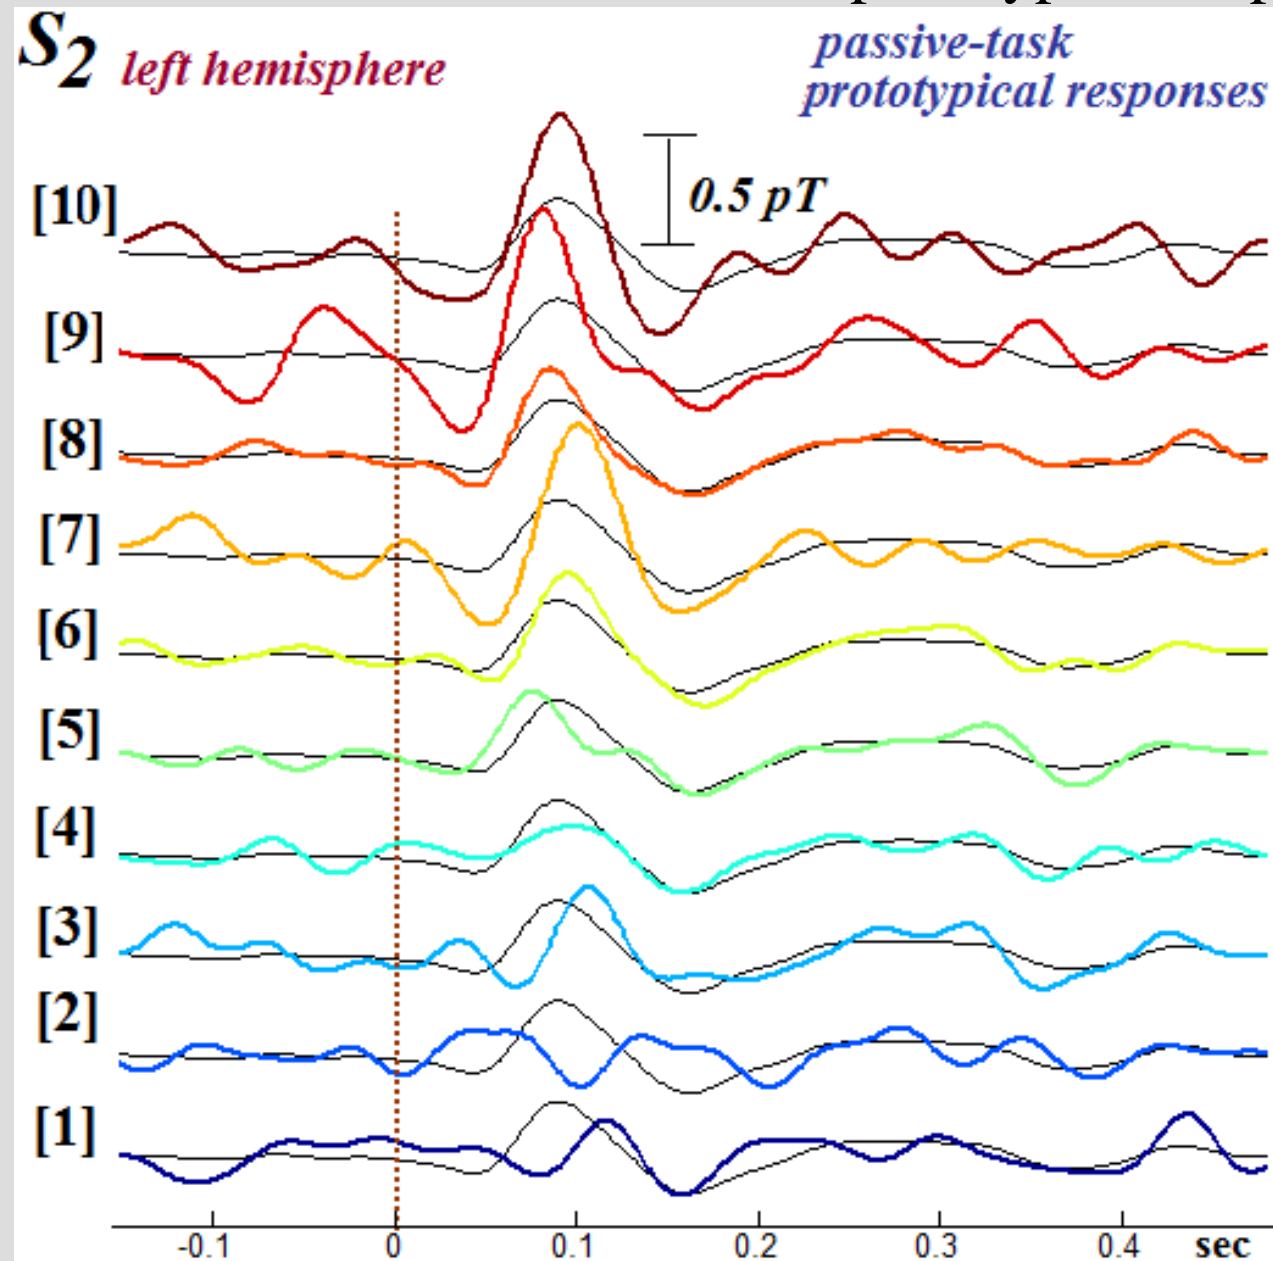 S2 left hemisphere
passive-task
prototypical responses
0.5 pT
[10]
[9]
[8]
[7]
[6]
[5]
[4]
[3]
[2]
[1]
-0.1 0 0.1 0.2 0.3 0.4 sec